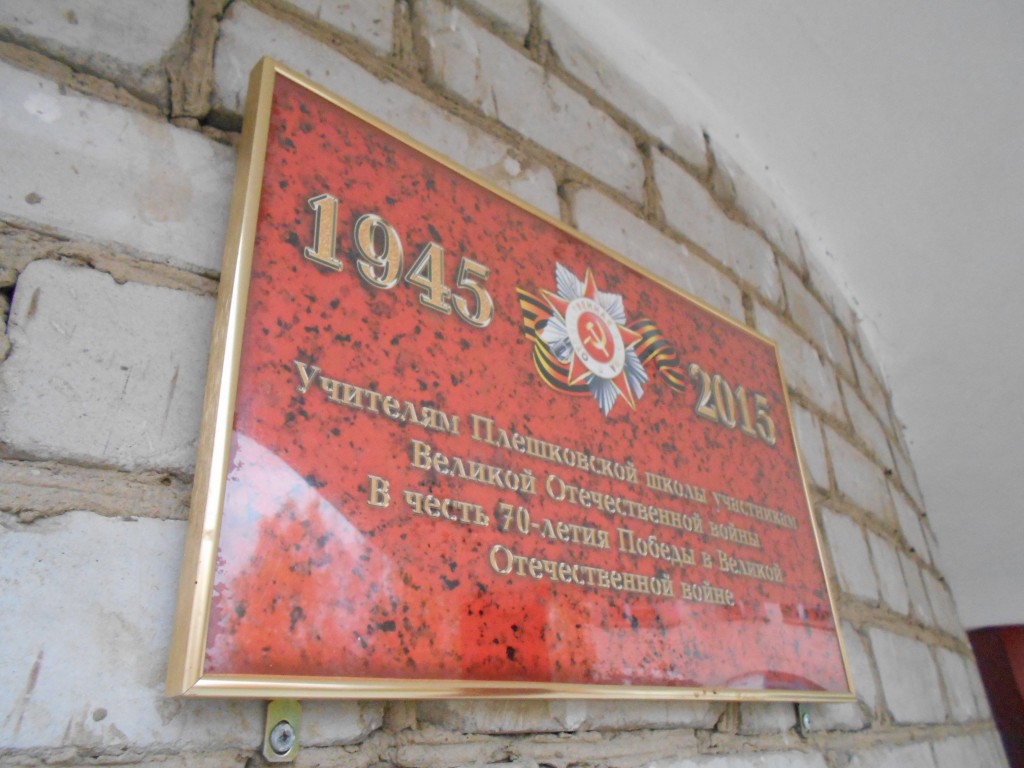 1945
2015
Учителям Плешковской школы участникам
Великой Отечественной войны
В честь 70-летия Победы в Великой
Отечественной войне